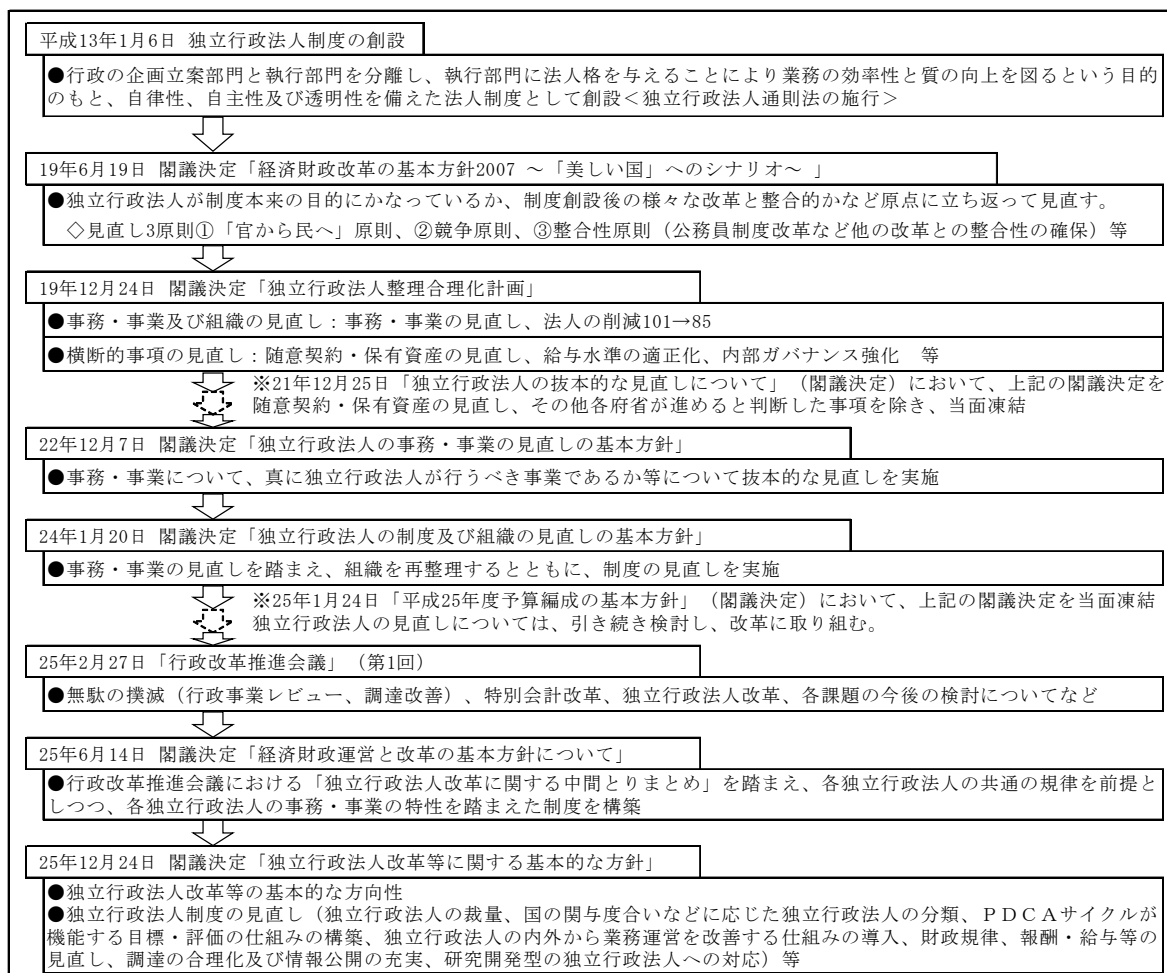 平成13年1月6日 独立行政法人制度の創設
●行政の企画立案部門と執行部門を分離し、執行部門に法人格を与えることにより業務の効率性と質の向上を図るという目的
のもと、自律性、自主性及び透明性を備えた法人制度として創設＜独立行政法人通則法の施行＞
19年6月19日 閣議決定「経済財政改革の基本方針2007 ～「美しい国」へのシナリオ～ 」
●独立行政法人が制度本来の目的にかなっているか、制度創設後の様々な改革と整合的かなど原点に立ち返って見直す。
◇見直し3原則①「官から民へ」原則、②競争原則、③整合性原則（公務員制度改革など他の改革との整合性の確保）等
19年12月24日 閣議決定「独立行政法人整理合理化計画」
●事務・事業及び組織の見直し：事務・事業の見直し、法人の削減101→85
●横断的事項の見直し：随意契約・保有資産の見直し、給与水準の適正化、内部ガバナンス強化　等
※21年12月25日「独立行政法人の抜本的な見直しについて」（閣議決定）において、上記の閣議決定を
随意契約・保有資産の見直し、その他各府省が進めると判断した事項を除き、当面凍結
22年12月7日 閣議決定「独立行政法人の事務・事業の見直しの基本方針」
●事務・事業について、真に独立行政法人が行うべき事業であるか等について抜本的な見直しを実施
24年1月20日 閣議決定「独立行政法人の制度及び組織の見直しの基本方針」
●事務・事業の見直しを踏まえ、組織を再整理するとともに、制度の見直しを実施
※25年1月24日「平成25年度予算編成の基本方針」（閣議決定）において、上記の閣議決定を当面凍結
独立行政法人の見直しについては、引き続き検討し、改革に取り組む。
25年2月27日「行政改革推進会議」（第1回）
●無駄の撲滅（行政事業レビュー、調達改善）、特別会計改革、独立行政法人改革、各課題の今後の検討についてなど
25年6月14日 閣議決定「経済財政運営と改革の基本方針について」
●行政改革推進会議における「独立行政法人改革に関する中間とりまとめ」を踏まえ、各独立行政法人の共通の規律を前提と
しつつ、各独立行政法人の事務・事業の特性を踏まえた制度を構築
25年12月24日 閣議決定「独立行政法人改革等に関する基本的な方針」
●独立行政法人改革等の基本的な方向性
●独立行政法人制度の見直し（独立行政法人の裁量、国の関与度合いなどに応じた独立行政法人の分類、ＰＤＣＡサイクルが
機能する目標・評価の仕組みの構築、独立行政法人の内外から業務運営を改善する仕組みの導入、財政規律、報酬・給与等の
見直し、調達の合理化及び情報公開の充実、研究開発型の独立行政法人への対応）等